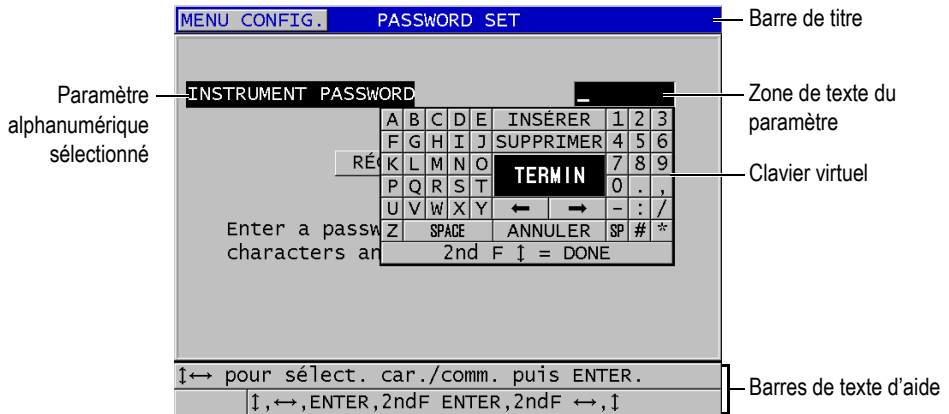 MENU CONFIG. PASSWORD SET
Barre de titre
Paramètre
alphanumérique
sélectionné
INSTRUMENT PASSWORD _
Zone de texte du
paramètre
A B C D E INSÉRER 1 2 3
F G H I J SUPPRIMER 4 5 6
RÉ K L M N O TERMIN 7 8 9
Clavier virtuel
P Q R S T 0 . ,
U V W X Y ← → - : /
Enter a passw Z SPACE ANNULER SP # *
characters an 2nd F ↕ = DONE
↕↔ pour sélect. car./comm. puis ENTER.
↕,↔,ENTER,2ndF ENTER,2ndF ↔,↕
Barres de texte d'aide